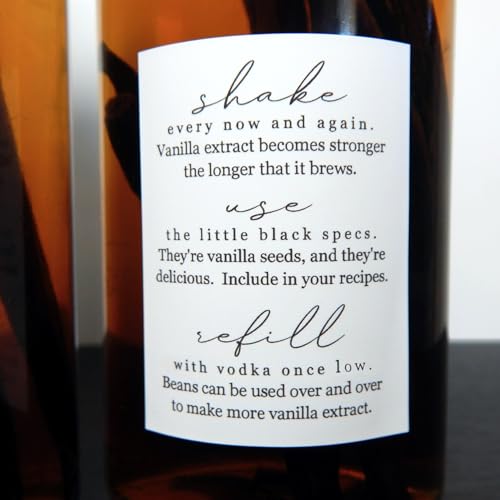 shake
every now and again.
Vanilla extract becomes stronger
the longer that it brews.
use
the little black specs.
They're vanilla seeds, and they're
delicious. Include in your recipes.
refill
with vodka once low.
Beans can be used over and over
to make more vanilla extract.